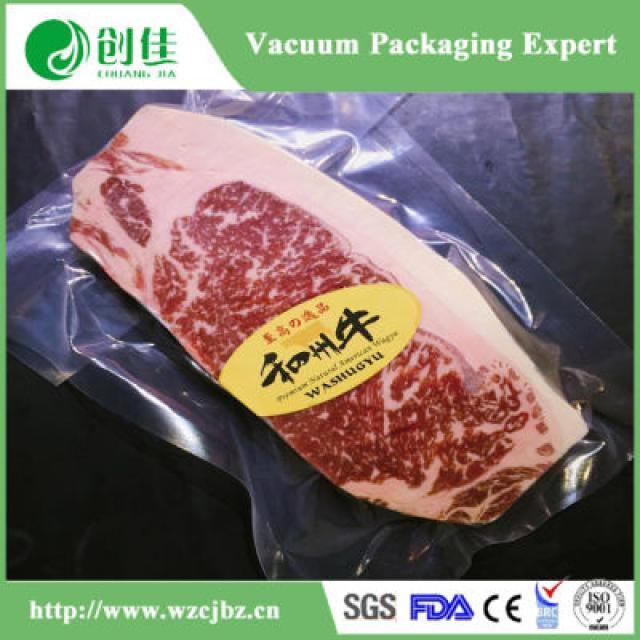 创佳
CHUANG JIA
Vacuum Packaging Expert
至高の逸品
和州牛
Premium Natural American Wagyu
WASHUGYU
http://www.wzcjbz.cn
SGS FDA CE BRC ISO 9001